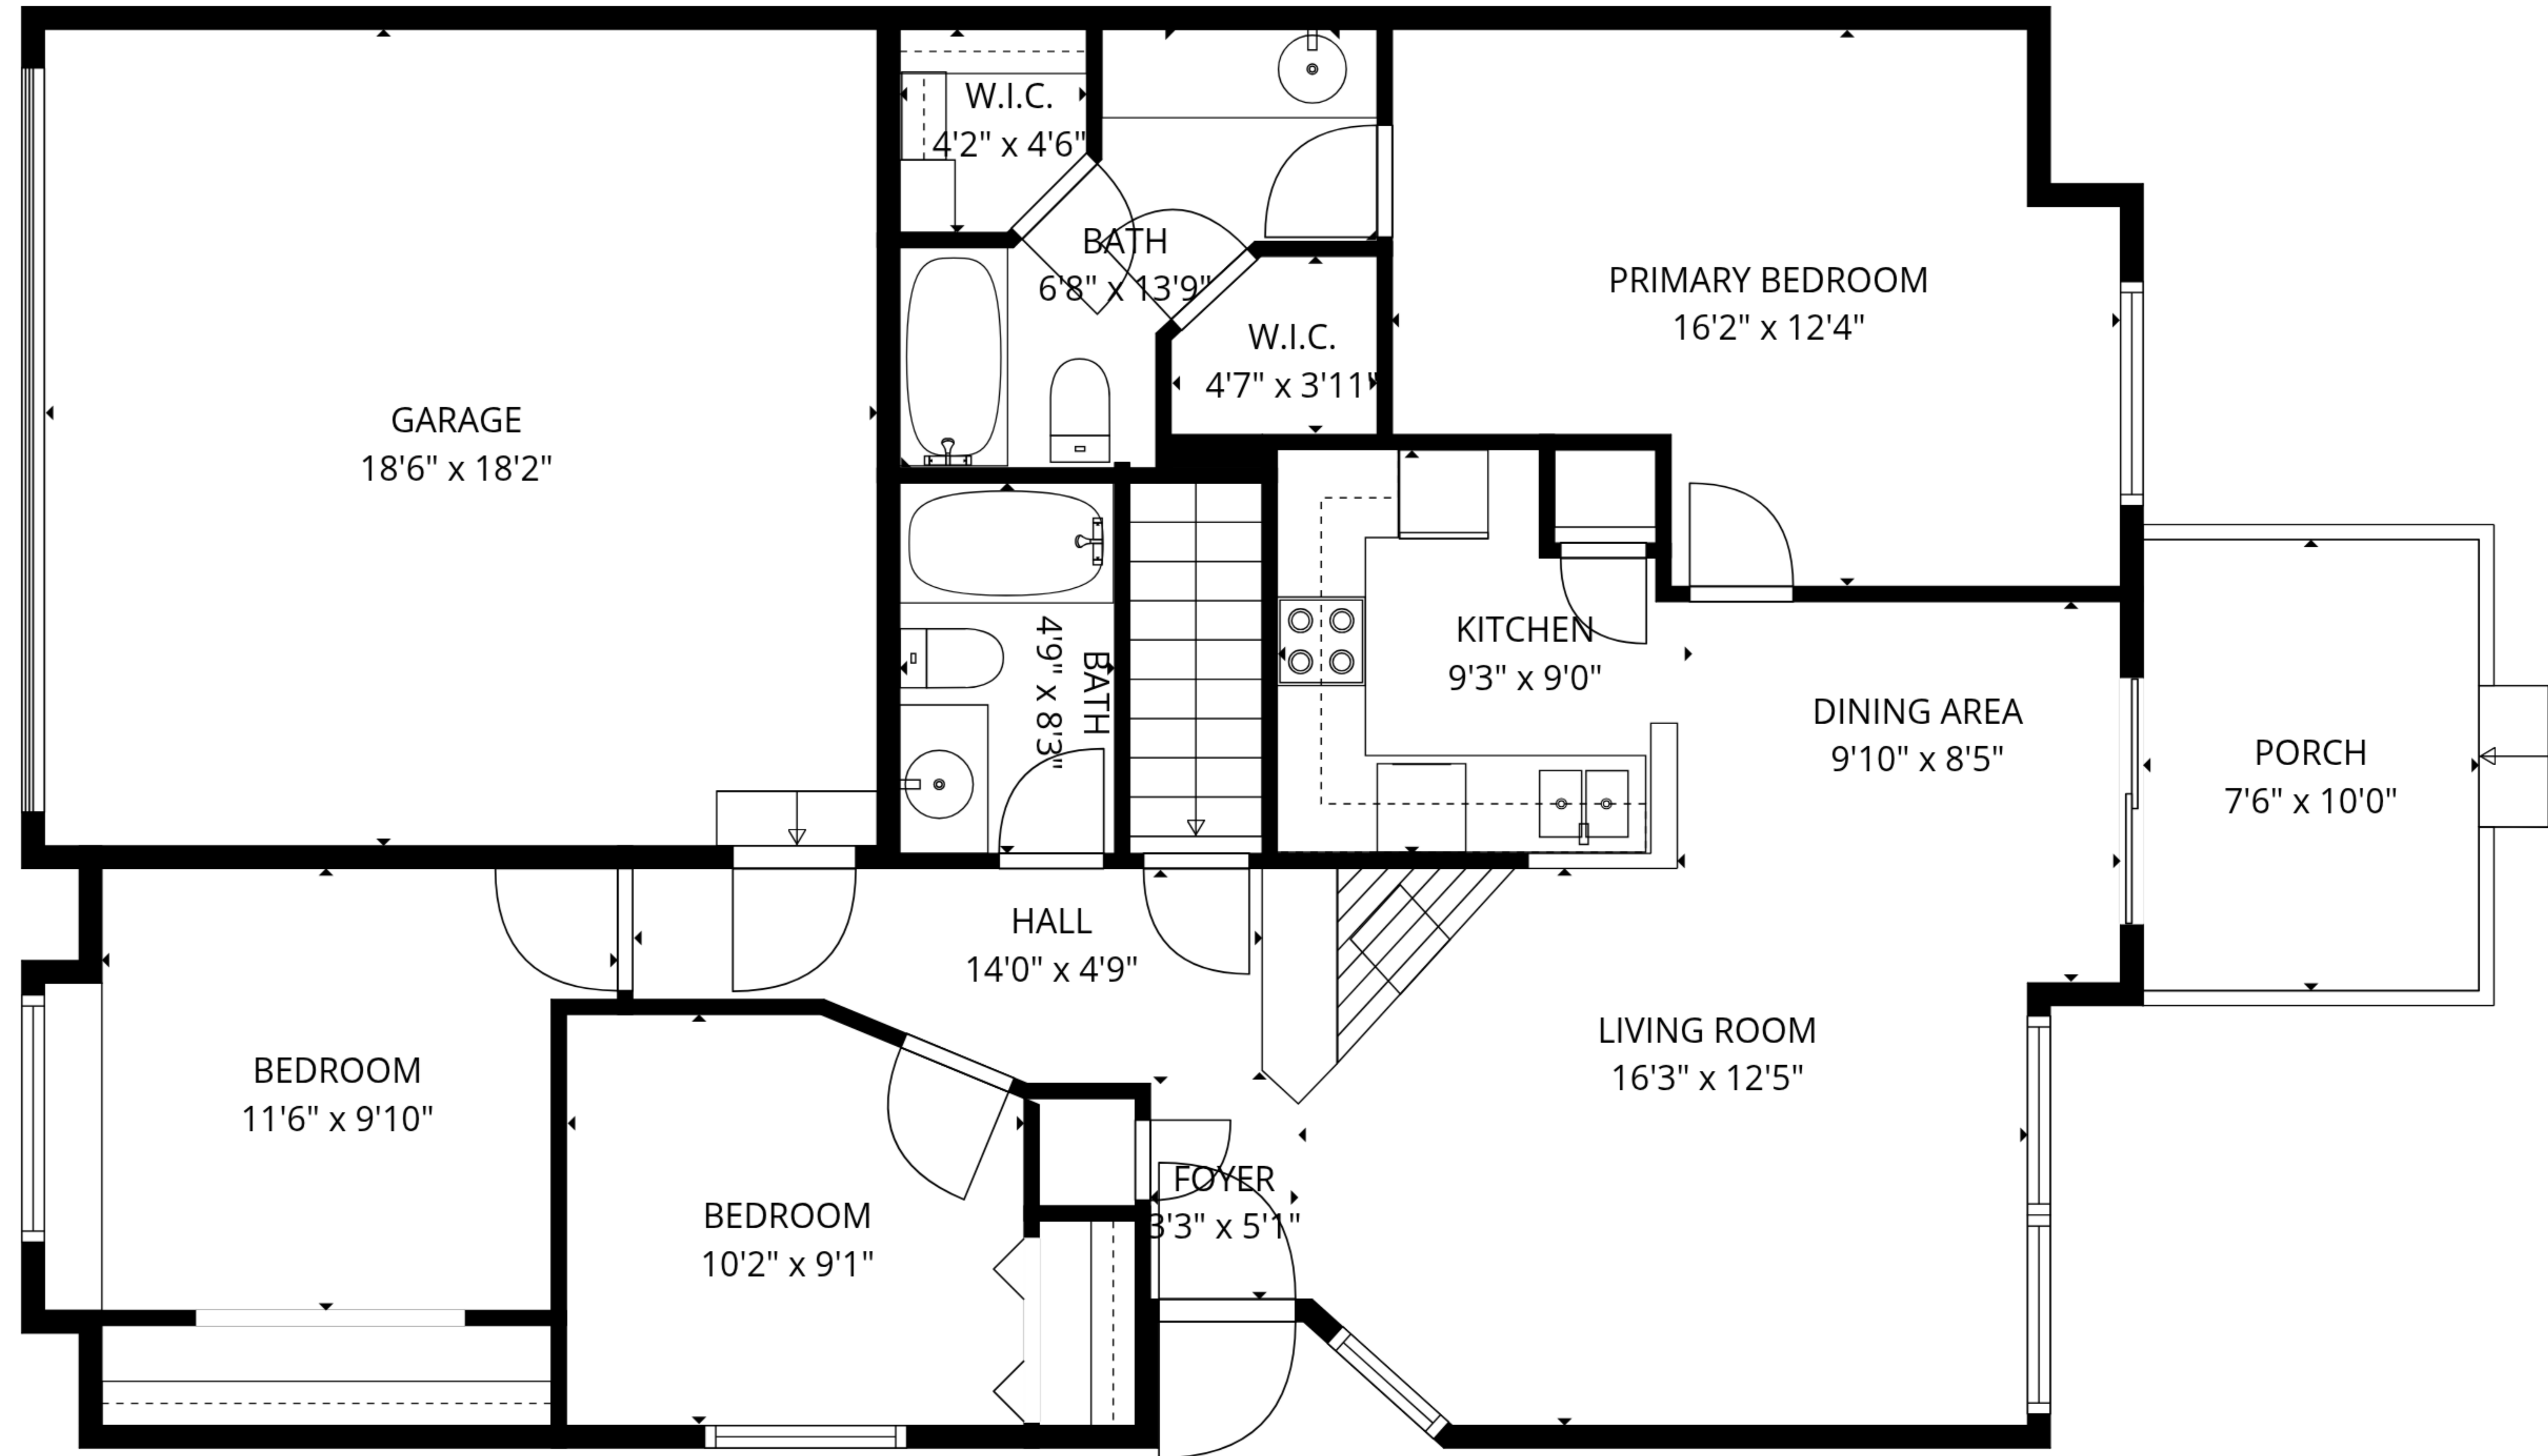 W.I.C.
4'2" x 4'6"
BATH
6'8" x 13'9"
W.I.C.
4'7" x 3'11"
PRIMARY BEDROOM
16'2" x 12'4"
GARAGE
18'6" x 18'2"
BATH
4'9" x 8'3"
KITCHEN
9'3" x 9'0"
DINING AREA
9'10" x 8'5"
PORCH
7'6" x 10'0"
HALL
14'0" x 4'9"
LIVING ROOM
16'3" x 12'5"
BEDROOM
11'6" x 9'10"
BEDROOM
10'2" x 9'1"
FOYER
3'3" x 5'1"